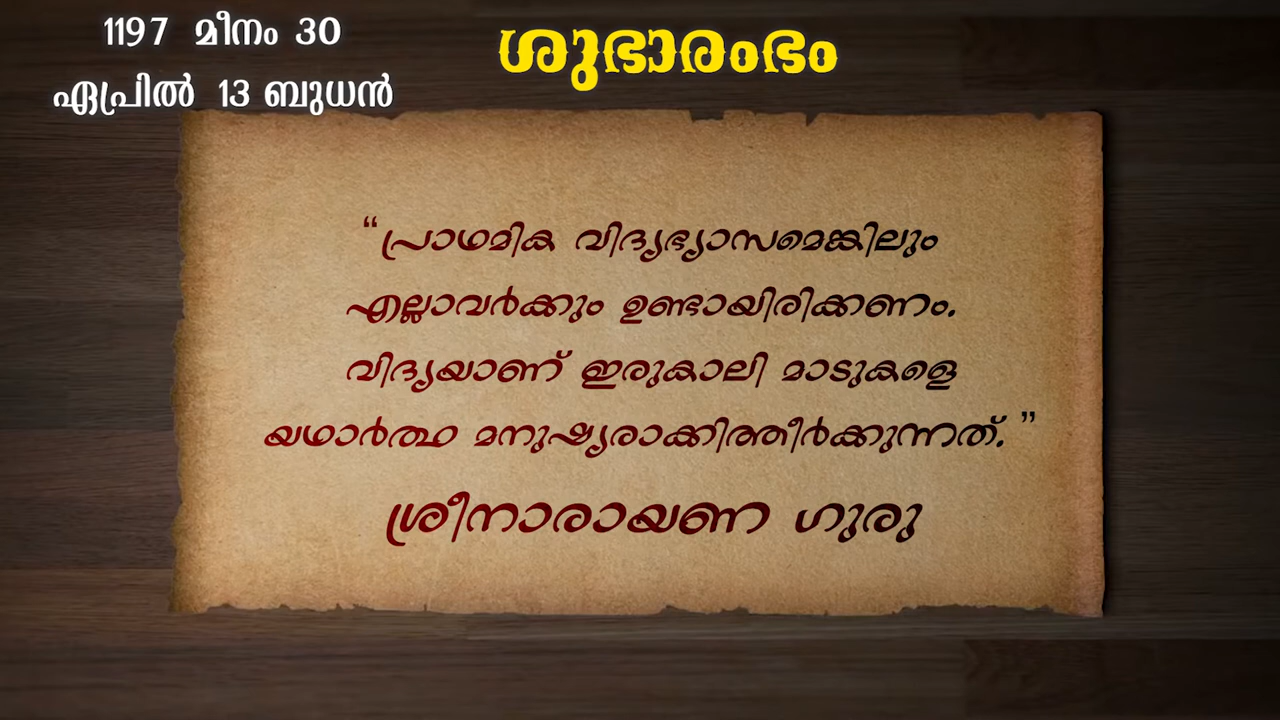 1197 മീനം 30
ഏപ്രിൽ 13 ബുധൻ
ശുഭാരംഭം
“പ്രാഥമിക വിദ്യഭ്യാസമെങ്കിലും
എല്ലാവർക്കും ഉണ്ടായിരിക്കണം.
വിദ്യയാണ് ഇരുകാലി മാടുകളെ
യഥാർത്ഥ മനുഷ്യരാക്കിത്തീർക്കുന്നത്.”
ശ്രീനാരായണ ഗുരു